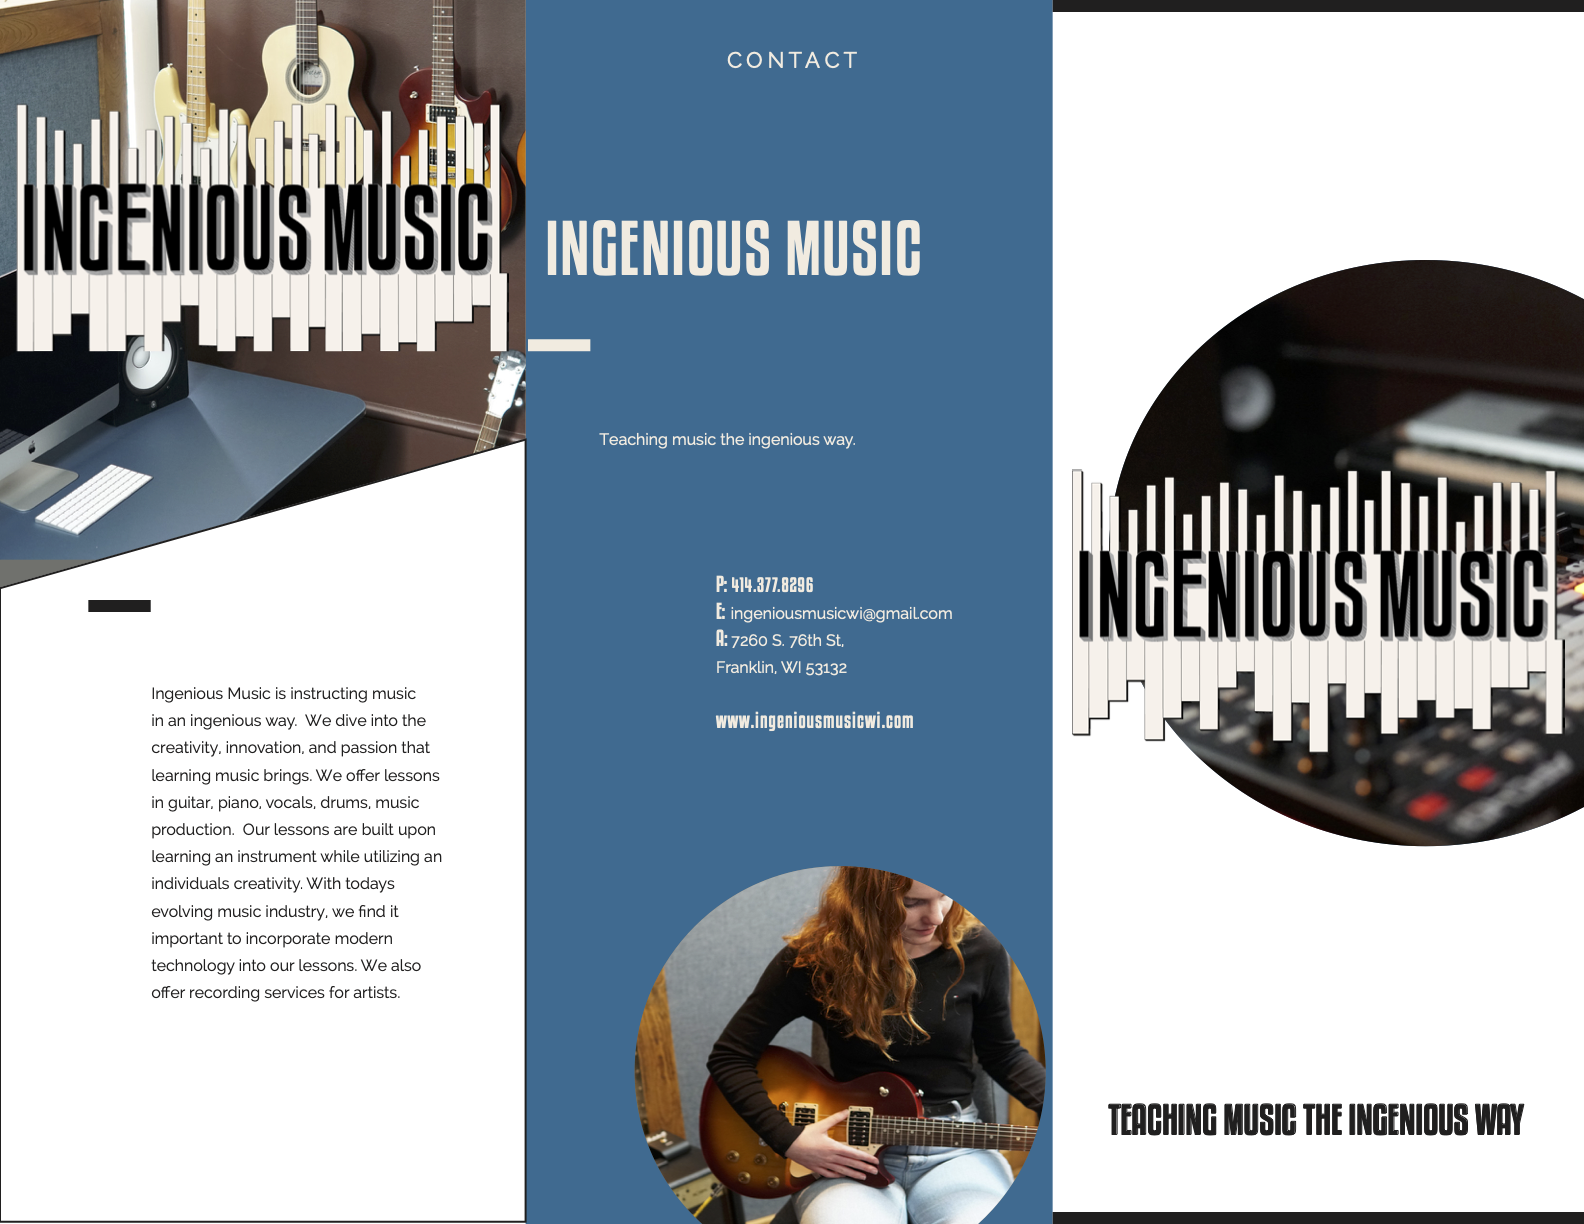 INGENIOUS MUSIC
Ingenious Music is instructing music
in an ingenious way.  We dive into the
creativity, innovation, and passion that
learning music brings. We offer lessons
in guitar, piano, vocals, drums, music
production.  Our lessons are built upon
learning an instrument while utilizing an
individuals creativity. With todays
evolving music industry, we find it
important to incorporate modern
technology into our lessons. We also
offer recording services for artists.
CONTACT
INGENIOUS MUSIC
Teaching music the ingenious way.
P: 414.377.8296
E: ingeniousmusicwi@gmail.com
A: 7260 S. 76th St,
Franklin, WI 53132
www.ingeniousmusicwi.com
INGENIOUS MUSIC
TEACHING MUSIC THE INGENIOUS WAY